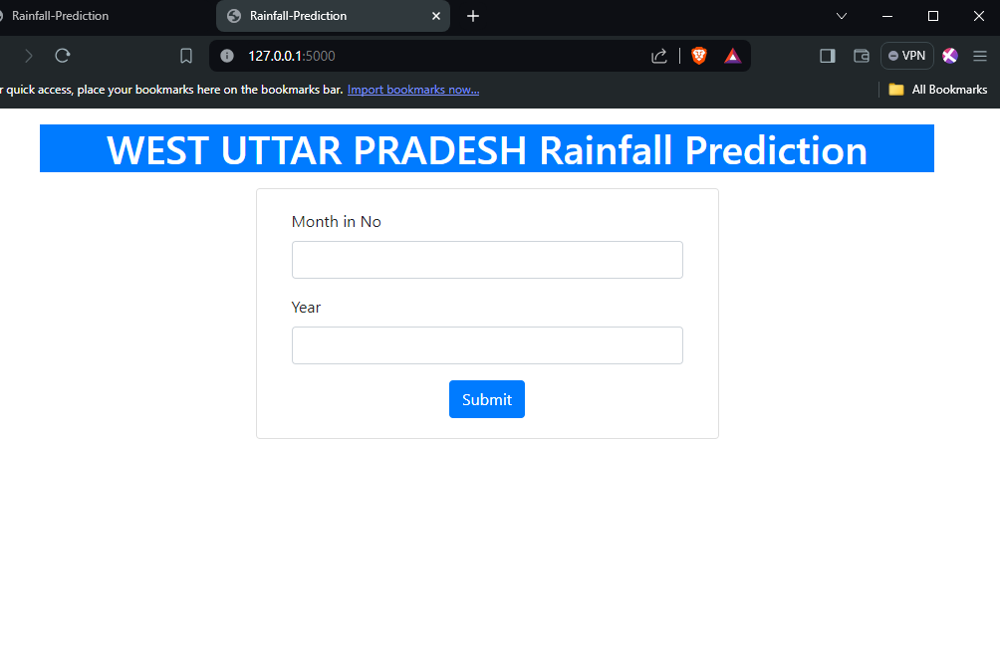 Rainfall-Prediction
Rainfall-Prediction
127.0.0.1:5000
VPN
r quick access, place your bookmarks here on the bookmarks bar. Import bookmarks now...
All Bookmarks
WEST UTTAR PRADESH Rainfall Prediction
Month in No
Year
Submit